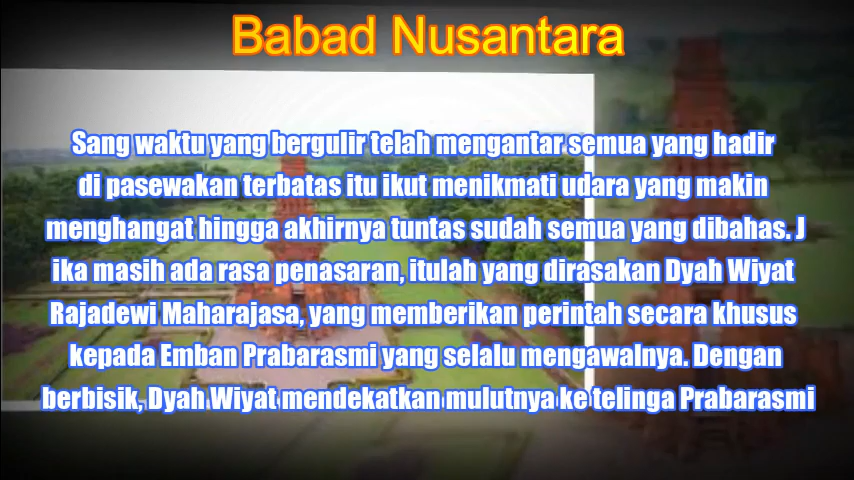 Babad Nusantara
Sang waktu yang bergulir telah mengantar semua yang hadir
di pasewakan terbatas itu ikut menikmati udara yang makin
menghangat hingga akhirnya tuntas sudah semua yang dibahas. J
ika masih ada rasa penasaran, itulah yang dirasakan Dyah Wiyat
Rajadewi Maharajasa, yang memberikan perintah secara khusus
kepada Emban Prabarasmi yang selalu mengawalnya. Dengan
berbisik, Dyah Wiyat mendekatkan mulutnya ke telinga Prabarasmi